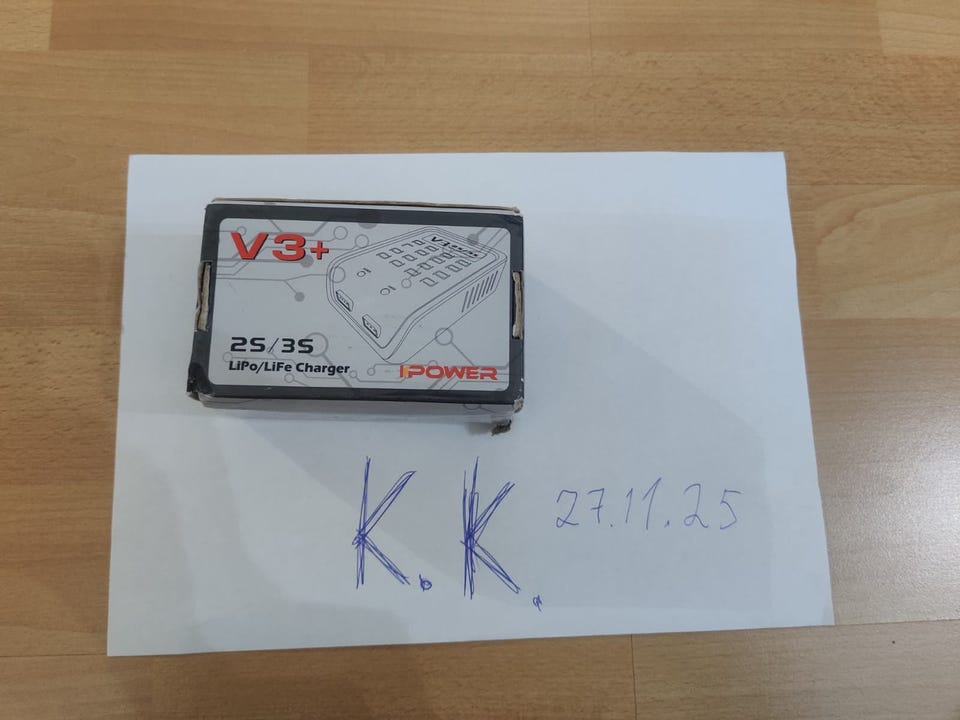 V3+
2S/3S
LiPo/LiFe Charger
IPOWER
K.K. 27.11.25